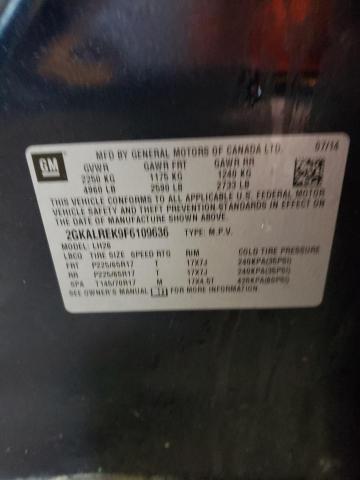 GM
MFD BY GENERAL MOTORS OF CANADA LTD. 07/14
GVWR GAWR FRT GAWR RR
2250 KG 1175 KG 1240 KG
4960 LB 2590 LB 2733 LB
THIS VEHICLE CONFORMS TO ALL APPLICABLE U.S. FEDERAL MOTOR
VEHICLE SAFETY, BUMPER, AND THEFT PREVENTION STANDARDS IN EFFECT ON
THE DATE OF MANUFACTURE SHOWN ABOVE.
2GKALREK9F6109636 TYPE: M.P.V.
MODEL: LH26
LBCO TIRE SIZE SPEED RTG RIM COLD TIRE PRESSURE
FRT P225/65R17 T 17X7J 240KPA(35PSI)
RR P225/65R17 T 17X7J 240KPA(35PSI)
SPA T145/70R17 M 17X4.5T 420KPA(60PSI)
SEE OWNER'S MANUAL FOR MORE INFORMATION.